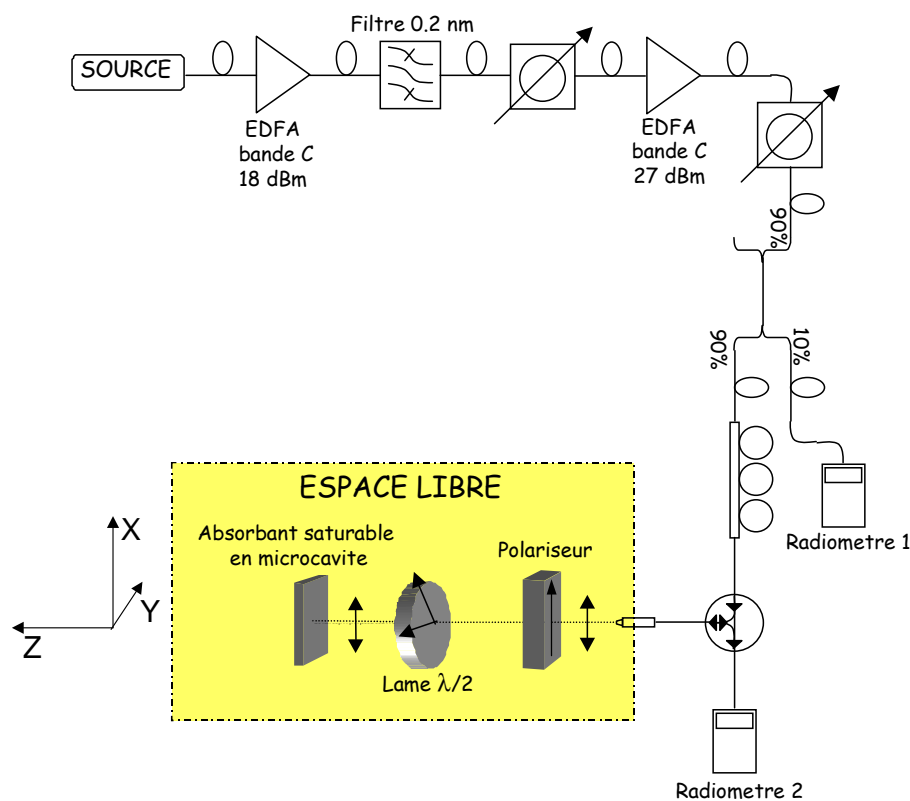 Filtre 0.2 nm
SOURCE
EDFA
bande C
18 dBm
EDFA
bande C
27 dBm
90%
90%
10%
ESPACE LIBRE
Absorbant saturable
en microcavite
Polariseur
Lame λ/2
X
Y
Z
Radiometre 1
Radiometre 2